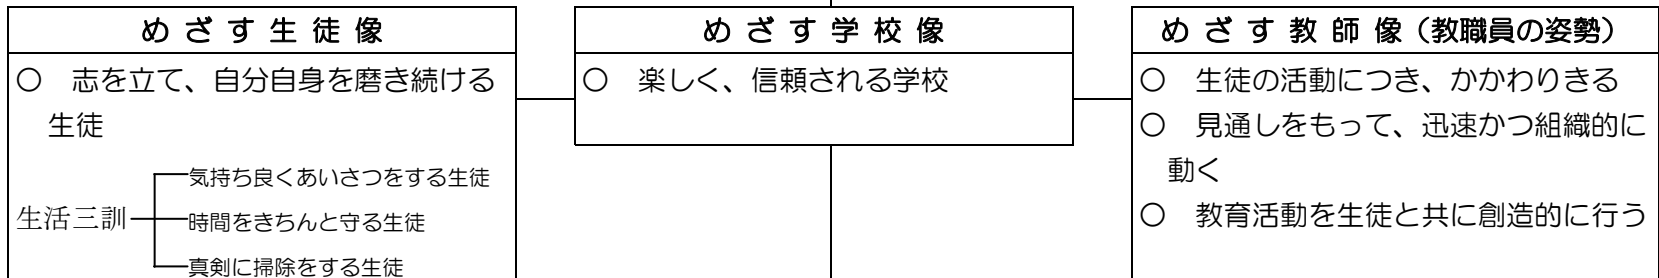 めざす生徒像
○　志を立て、自分自身を磨き続ける
生徒
生活三訓
気持ち良くあいさつをする生徒
時間をきちんと守る生徒
真剣に掃除をする生徒
めざす学校像
○　楽しく、信頼される学校
めざす教師像（教職員の姿勢）
○　生徒の活動につき、かかわりきる
○　見通しをもって、迅速かつ組織的に
動く
○　教育活動を生徒と共に創造的に行う